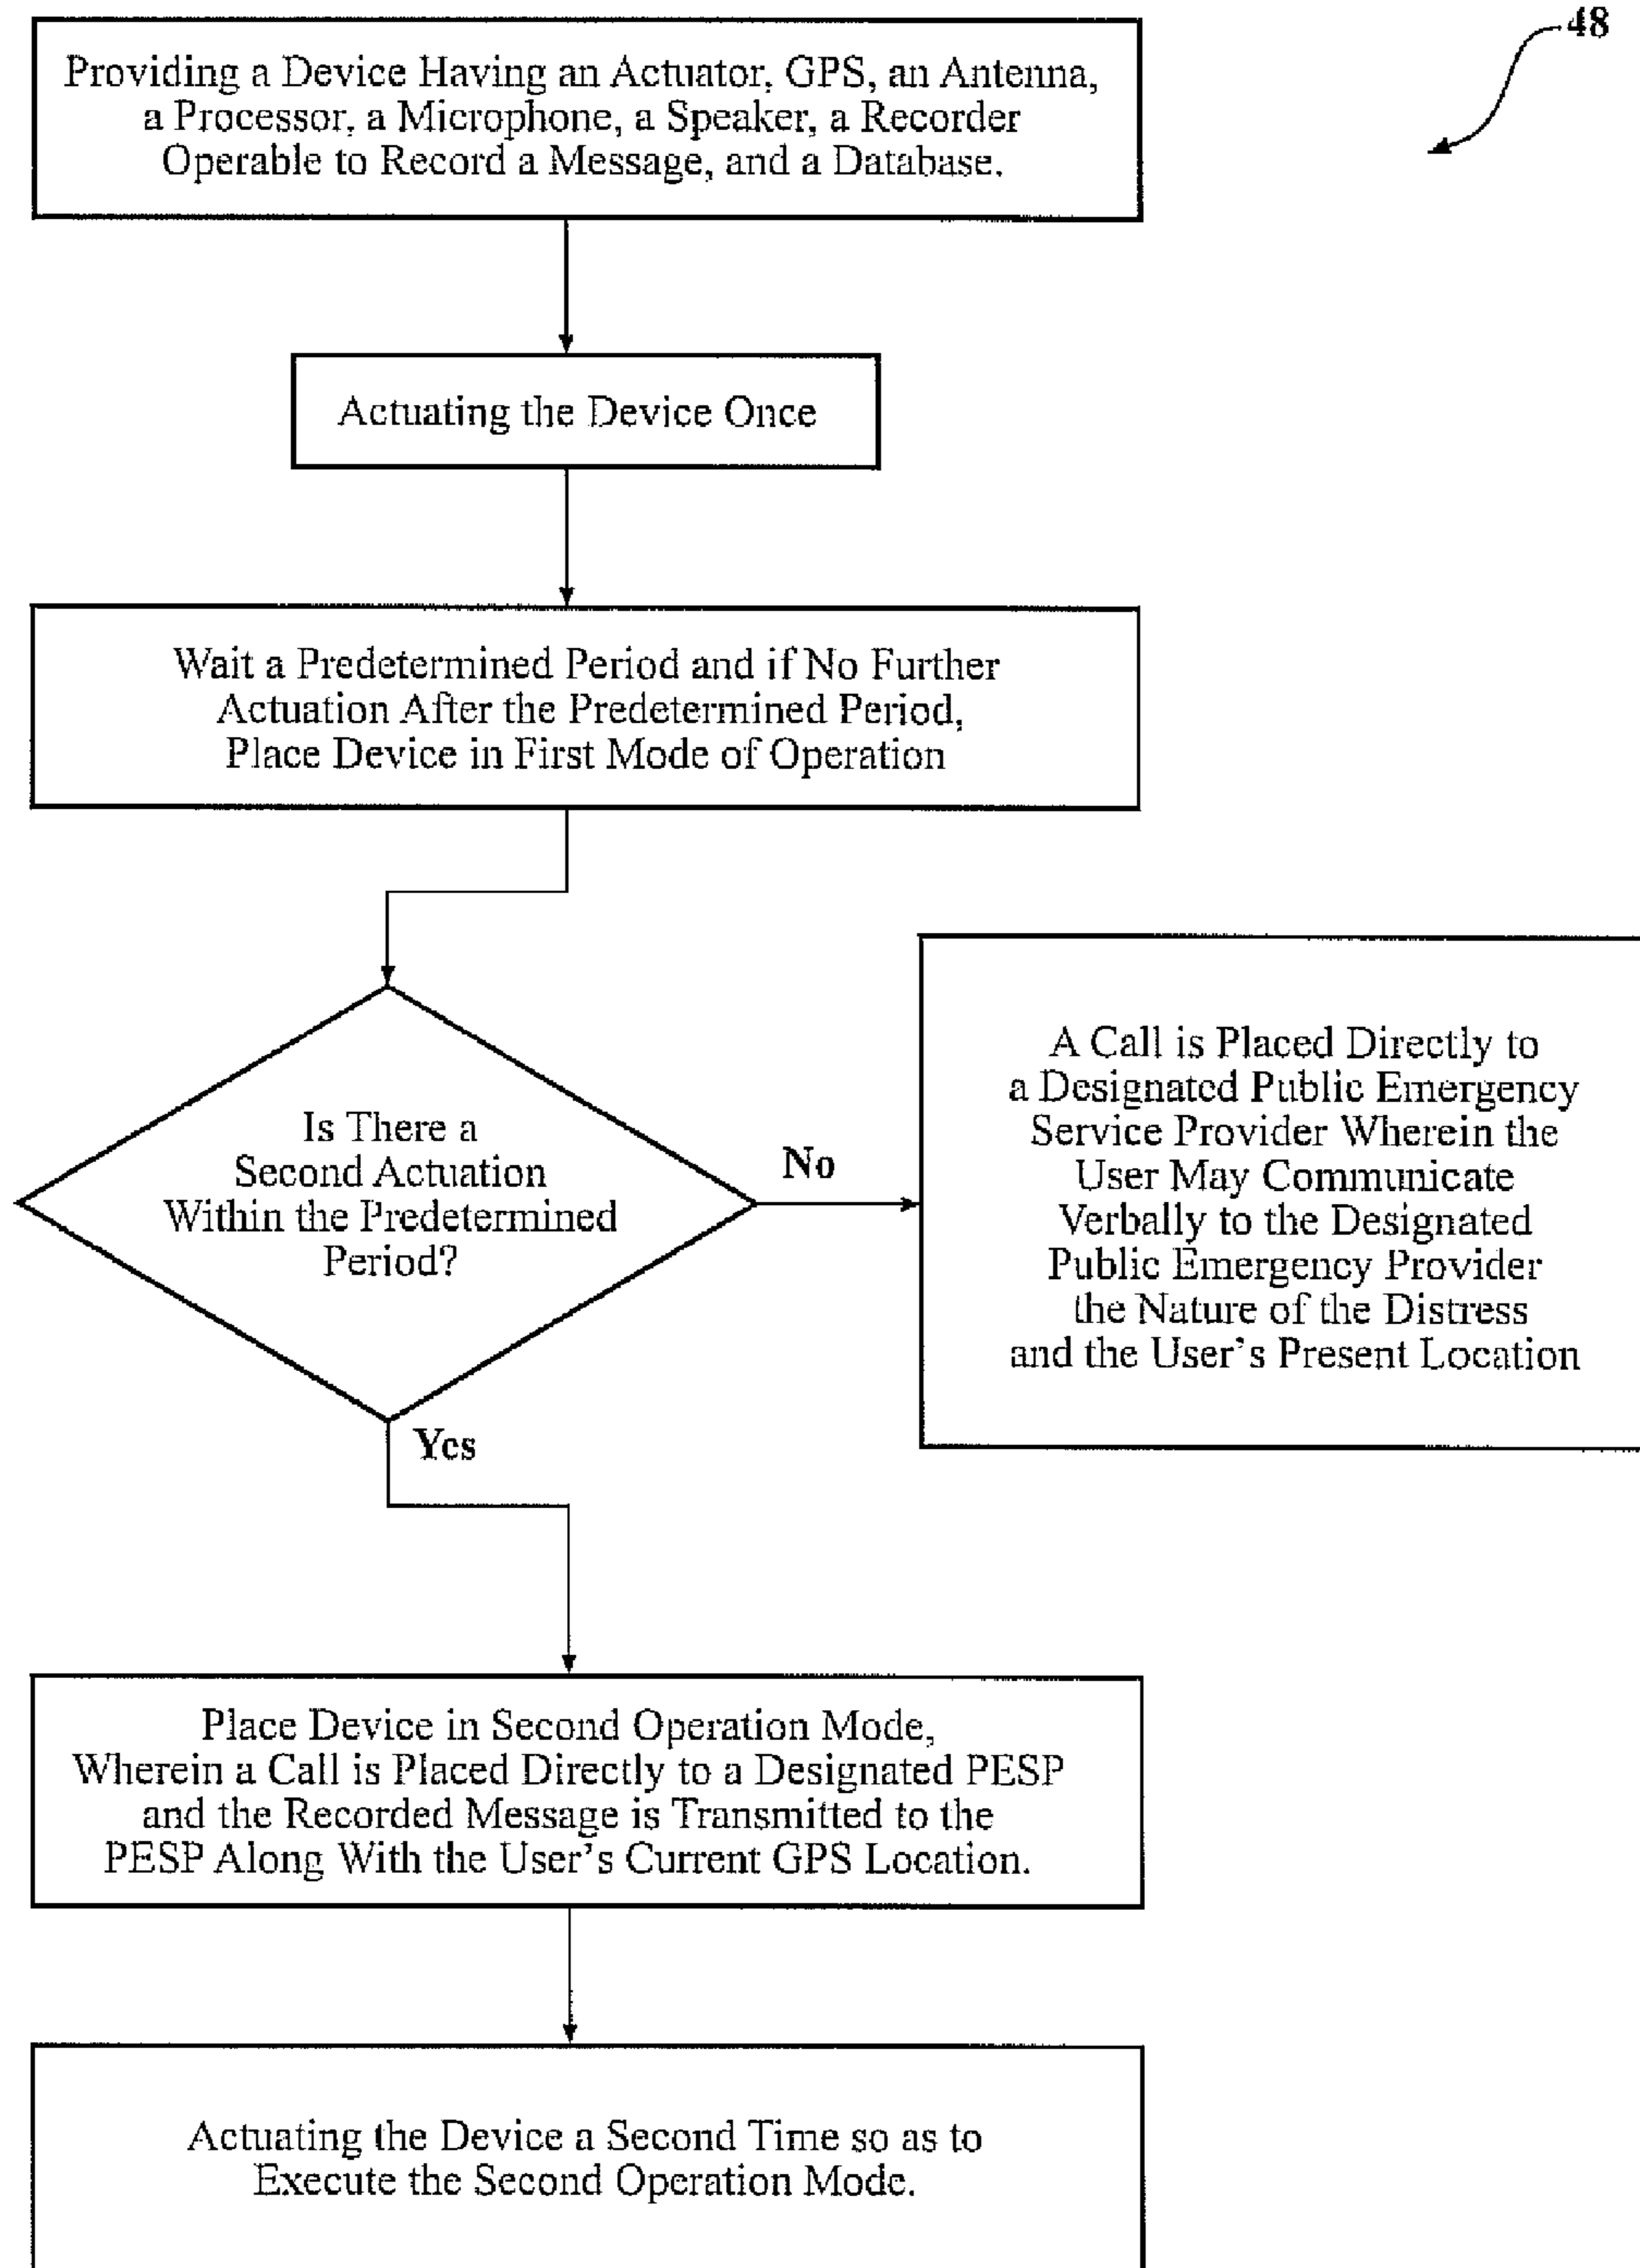 48
Providing a Device Having an Actuator, GPS, an Antenna,
a Processor, a Microphone, a Speaker, a Recorder
Operable to Record a Message, and a Database.
Actuating the Device Once
Wait a Predetermined Period and if No Further
Actuation After the Predetermined Period,
Place Device in First Mode of Operation
Is There a
Second Actuation
Within the Predetermined
Period?
No
A Call is Placed Directly to
a Designated Public Emergency
Service Provider Wherein the
User May Communicate
Verbally to the Designated
Public Emergency Provider
the Nature of the Distress
and the User's Present Location
Yes
Place Device in Second Operation Mode,
Wherein a Call is Placed Directly to a Designated PESP
and the Recorded Message is Transmitted to the
PESP Along With the User's Current GPS Location.
Actuating the Device a Second Time so as to
Execute the Second Operation Mode.